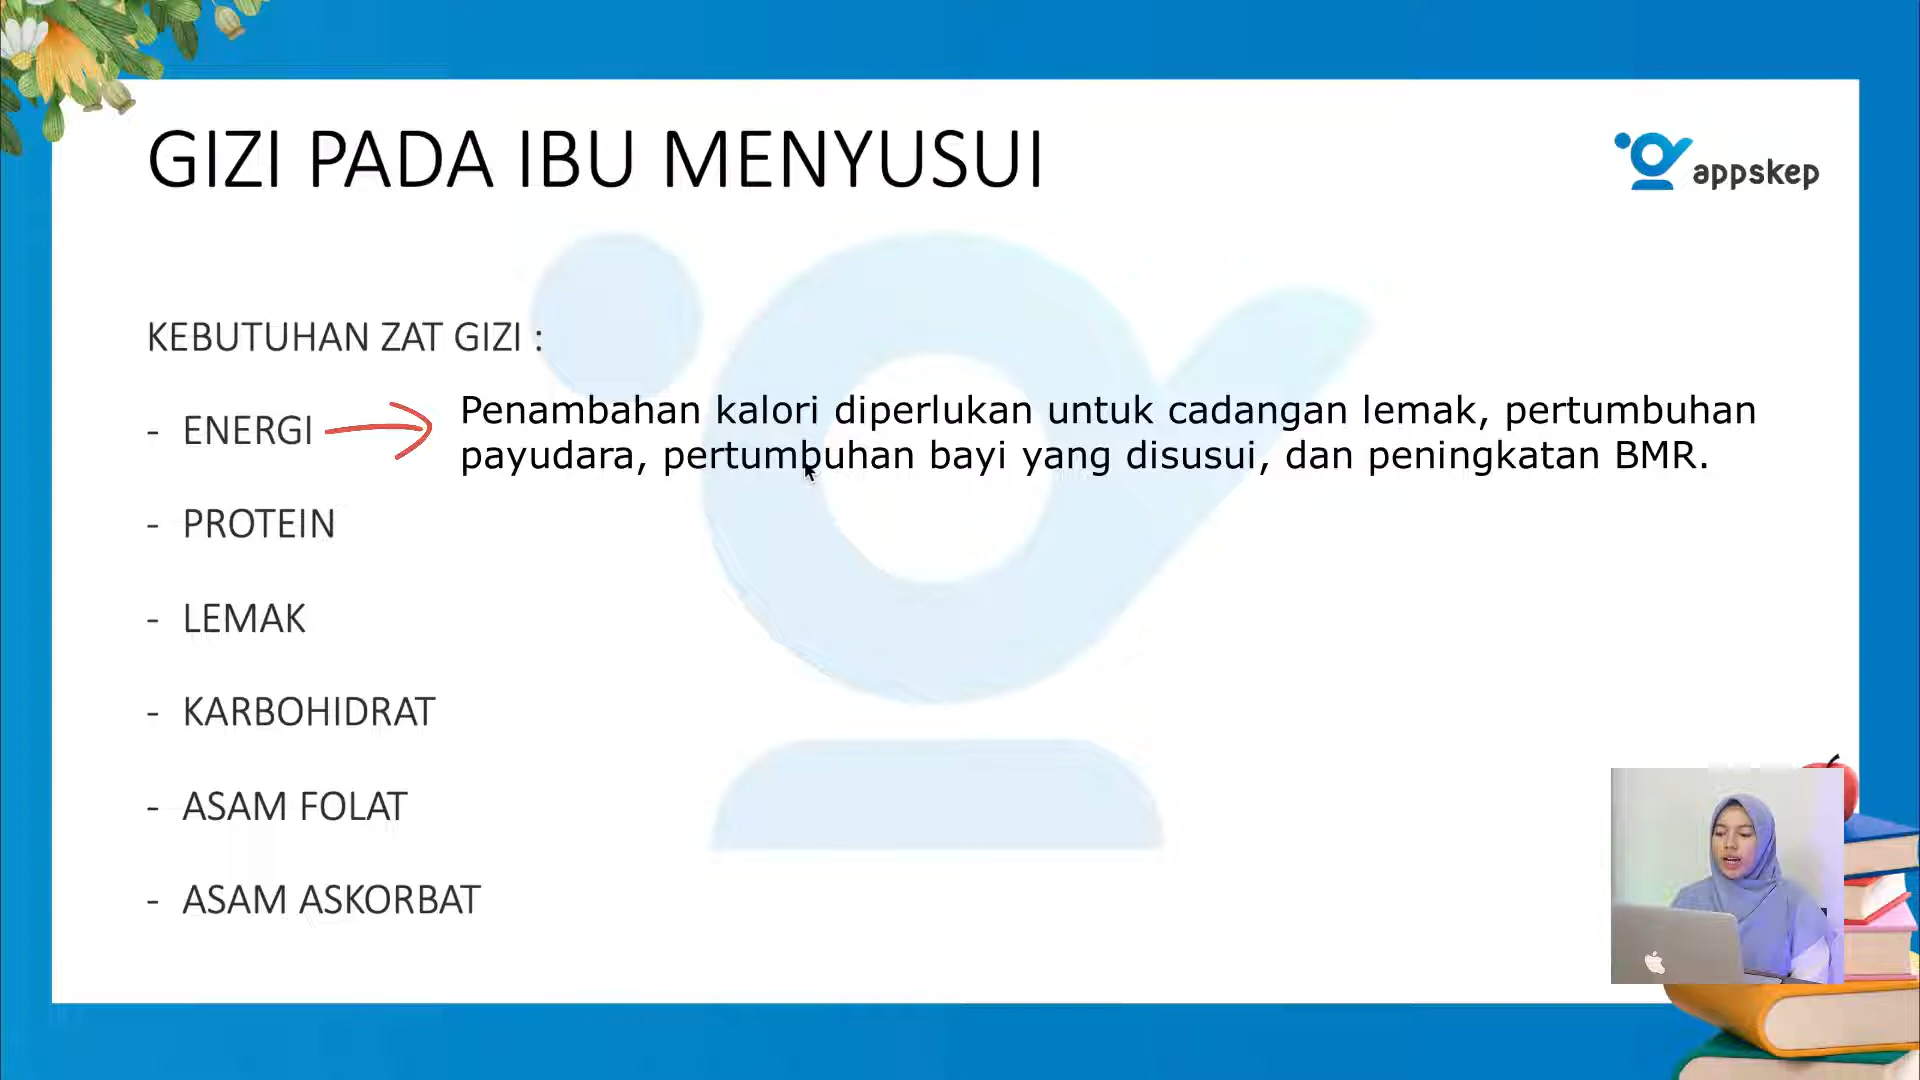 GIZI PADA IBU MENYUSUI
appskep
KEBUTUHAN ZAT GIZI :
- ENERGI
Penambahan kalori diperlukan untuk cadangan lemak, pertumbuhan
payudara, pertumbuhan bayi yang disusui, dan peningkatan BMR.
- PROTEIN
- LEMAK
- KARBOHIDRAT
- ASAM FOLAT
- ASAM ASKORBAT